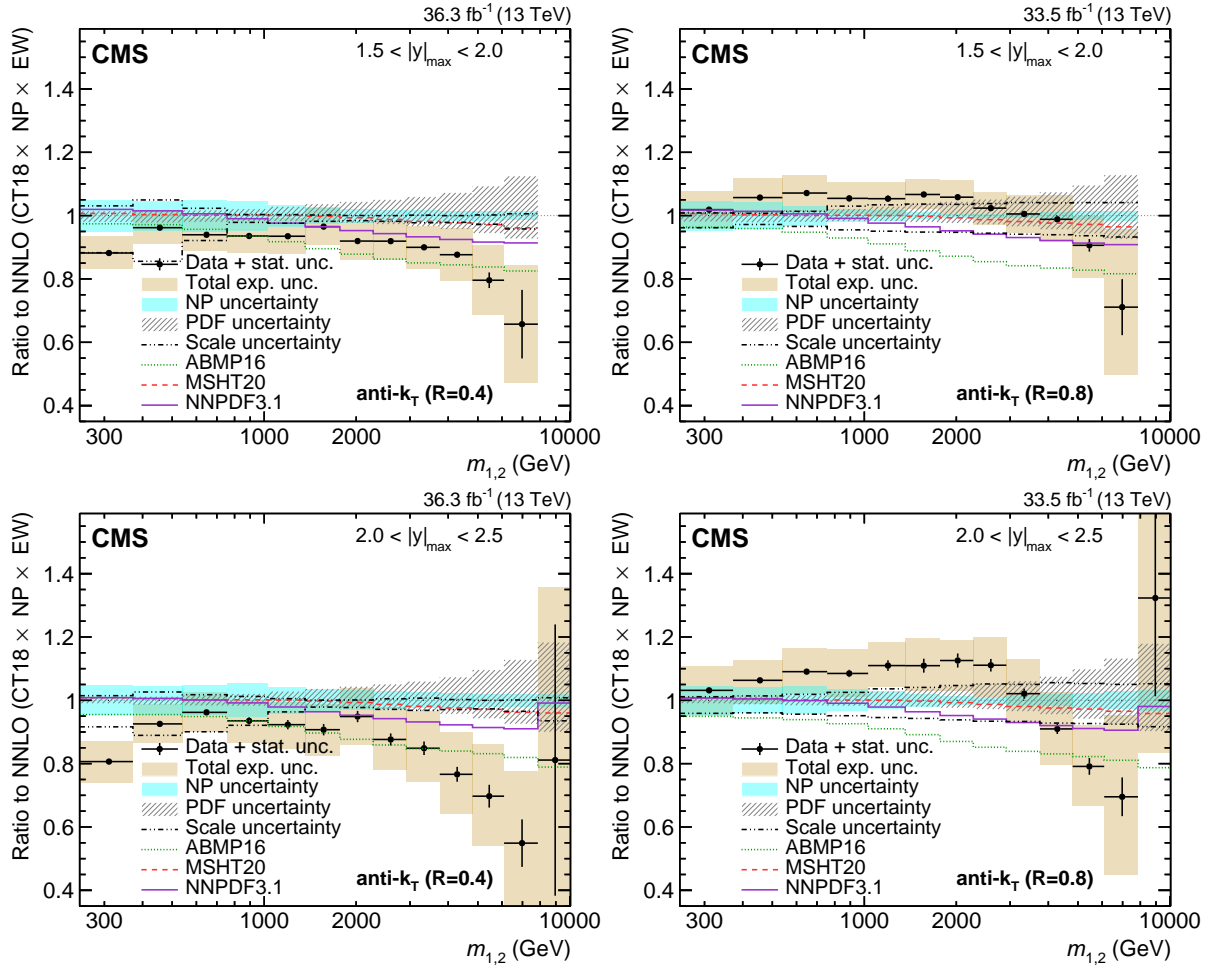 36.3 fb⁻¹ (13 TeV)
CMS
1.5 < |y|max < 2.0
Ratio to NNLO (CT18 × NP × EW)
1.4
1.2
1
0.8
0.6
0.4
Data + stat. unc.
Total exp. unc.
NP uncertainty
PDF uncertainty
Scale uncertainty
ABMP16
MSHT20
NNPDF3.1
anti-kT (R=0.4)
300 1000 2000 10000
m1,2 (GeV)
33.5 fb⁻¹ (13 TeV)
CMS
1.5 < |y|max < 2.0
Ratio to NNLO (CT18 × NP × EW)
1.4
1.2
1
0.8
0.6
0.4
Data + stat. unc.
Total exp. unc.
NP uncertainty
PDF uncertainty
Scale uncertainty
ABMP16
MSHT20
NNPDF3.1
anti-kT (R=0.8)
300 1000 2000 10000
m1,2 (GeV)
36.3 fb⁻¹ (13 TeV)
CMS
2.0 < |y|max < 2.5
Ratio to NNLO (CT18 × NP × EW)
1.4
1.2
1
0.8
0.6
0.4
Data + stat. unc.
Total exp. unc.
NP uncertainty
PDF uncertainty
Scale uncertainty
ABMP16
MSHT20
NNPDF3.1
anti-kT (R=0.4)
300 1000 2000 10000
m1,2 (GeV)
33.5 fb⁻¹ (13 TeV)
CMS
2.0 < |y|max < 2.5
Ratio to NNLO (CT18 × NP × EW)
1.4
1.2
1
0.8
0.6
0.4
Data + stat. unc.
Total exp. unc.
NP uncertainty
PDF uncertainty
Scale uncertainty
ABMP16
MSHT20
NNPDF3.1
anti-kT (R=0.8)
300 1000 2000 10000
m1,2 (GeV)